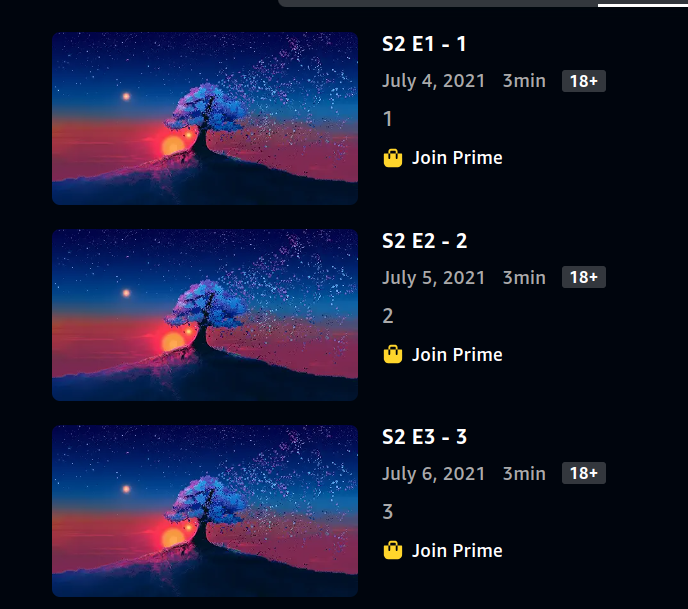 S2 E1 - 1
July 4, 2021 3min 18+
1
Join Prime
S2 E2 - 2
July 5, 2021 3min 18+
2
Join Prime
S2 E3 - 3
July 6, 2021 3min 18+
3
Join Prime